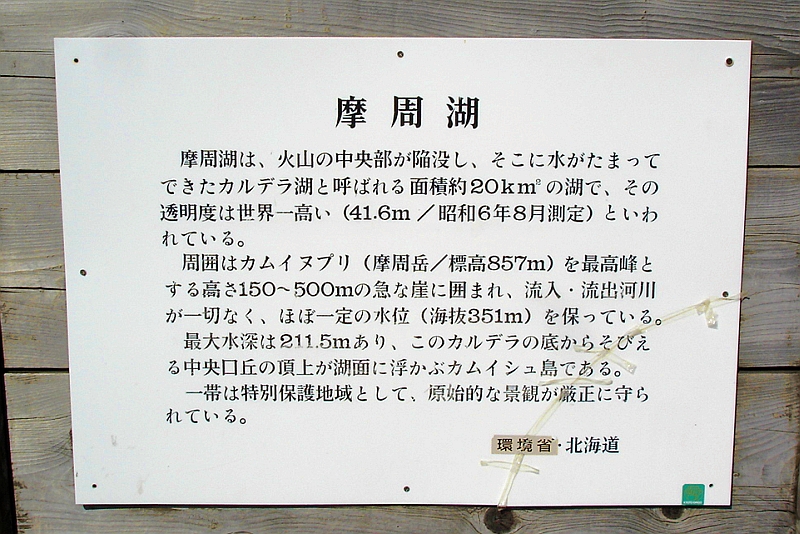 摩周湖
摩周湖は、火山の中央部が陥没し、そこに水がたまって
できたカルデラ湖と呼ばれる面積約20km²の湖で、その
透明度は世界一高い（41.6m／昭和6年8月測定）といわ
れている。
周囲はカムイヌプリ（摩周岳／標高857m）を最高峰と
する高さ150～500mの急な崖に囲まれ、流入・流出河川
が一切なく、ほぼ一定の水位（海抜351m）を保っている。
最大水深は211.5mあり、このカルデラの底からそびえ
る中央口丘の頂上が湖面に浮かぶカムイシュ島である。
一帯は特別保護地域として、原始的な景観が厳正に守ら
れている。
環境省・北海道